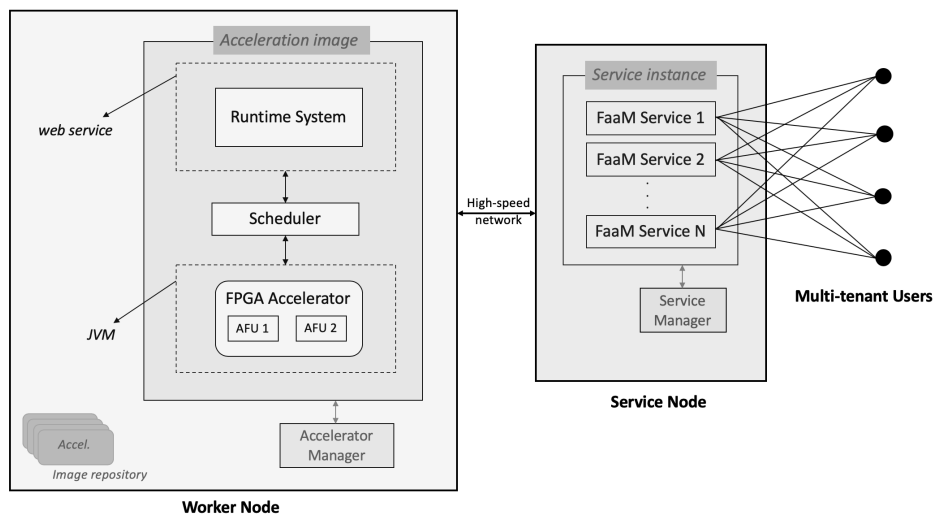 Acceleration image
Runtime System
web service
Scheduler
FPGA Accelerator
AFU 1
AFU 2
JVM
Accel.
Image repository
Accelerator
Manager
Worker Node
High-speed
network
Service instance
FaaM Service 1
FaaM Service 2
.
.
.
FaaM Service N
Service
Manager
Service Node
Multi-tenant Users